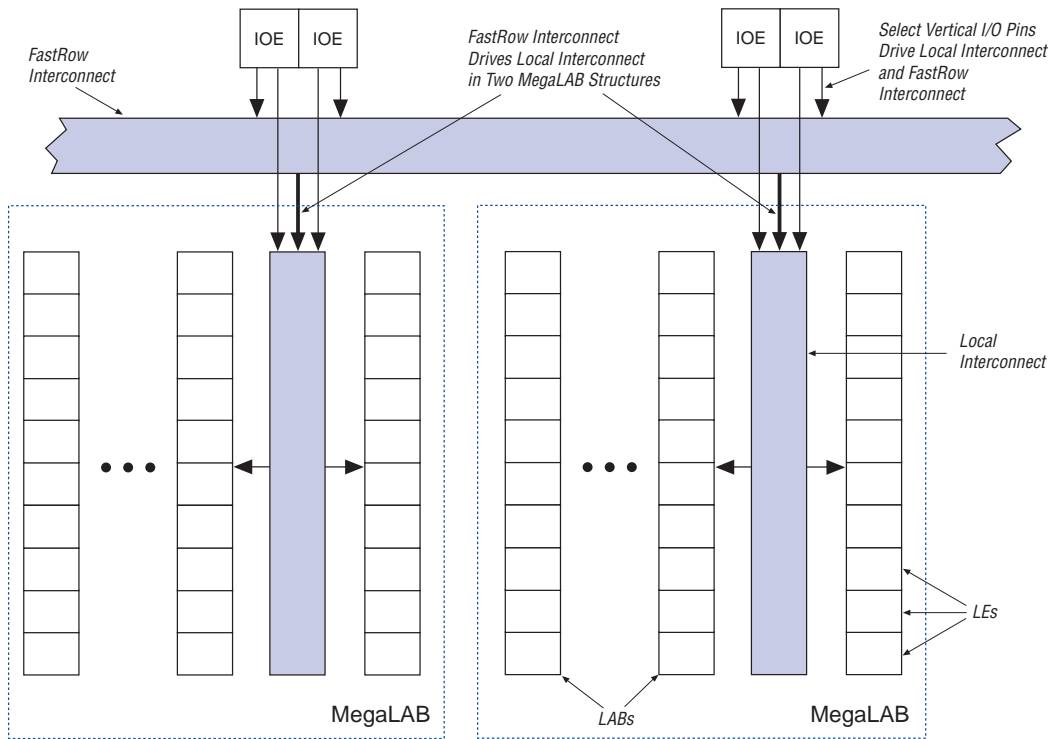 IOE IOE
IOE IOE
FastRow
Interconnect
FastRow Interconnect
Drives Local Interconnect
in Two MegaLAB Structures
Select Vertical I/O Pins
Drive Local Interconnect
and FastRow
Interconnect
Local
Interconnect
LEs
LABs
MegaLAB
MegaLAB